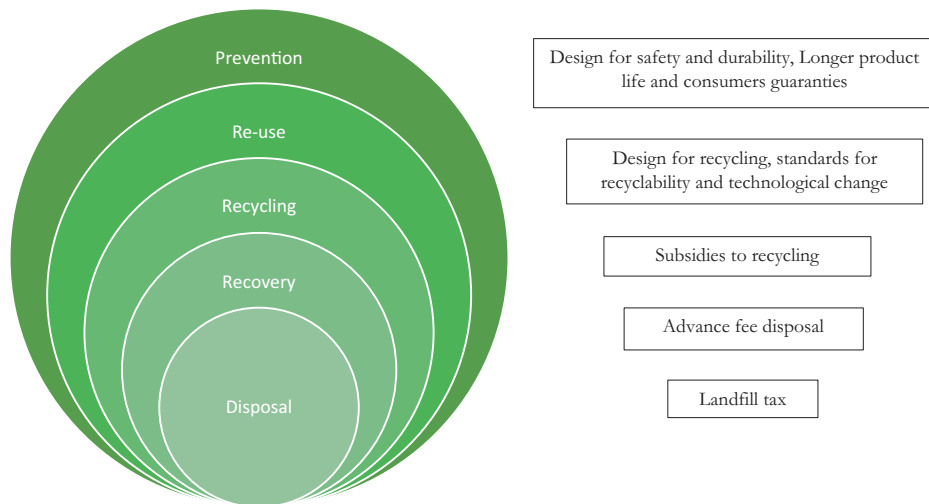 Prevention
Re-use
Recycling
Recovery
Disposal
Design for safety and durability, Longer product
life and consumers guaranties
Design for recycling, standards for
recyclability and technological change
Subsidies to recycling
Advance fee disposal
Landfill tax